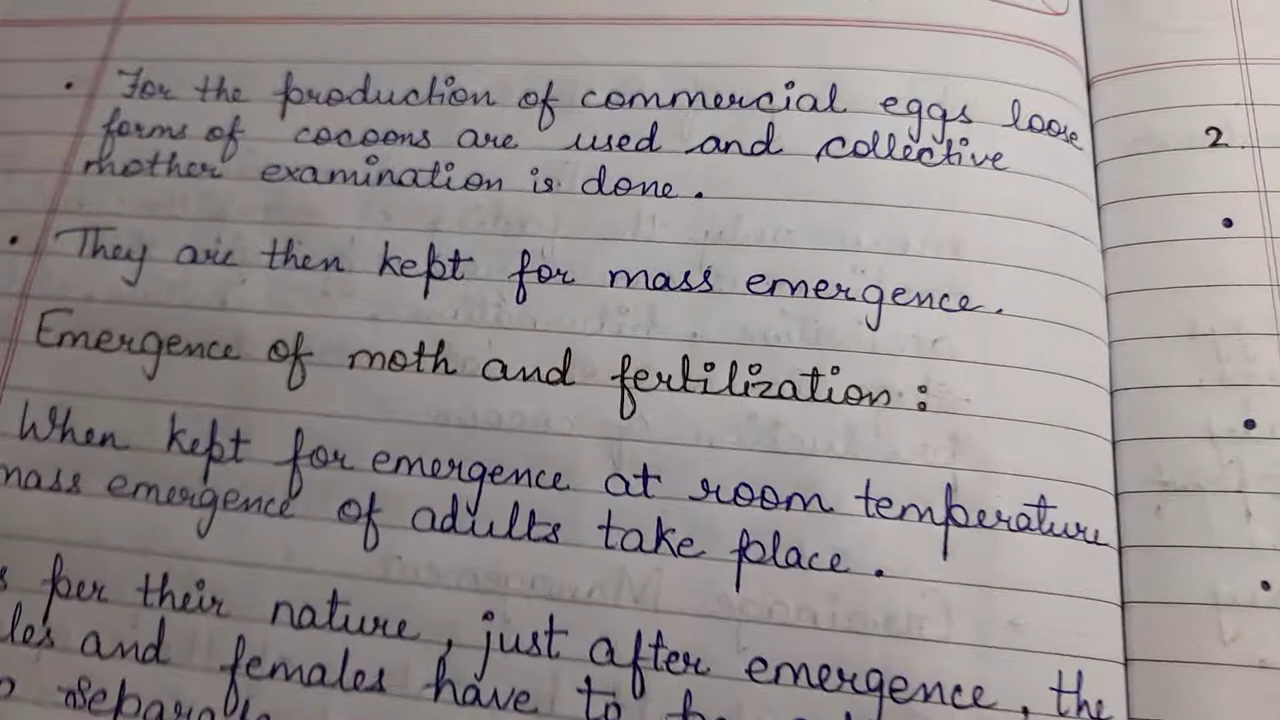 • For the production of commercial eggs loose
forms of cocoons are used and collective
mother examination is done.
• They are then kept for mass emergence.
Emergence of moth and fertilization:
When kept for emergence at room temperature
mass emergence of adults take place.
per their nature, just after emergence, the
and females have to
2